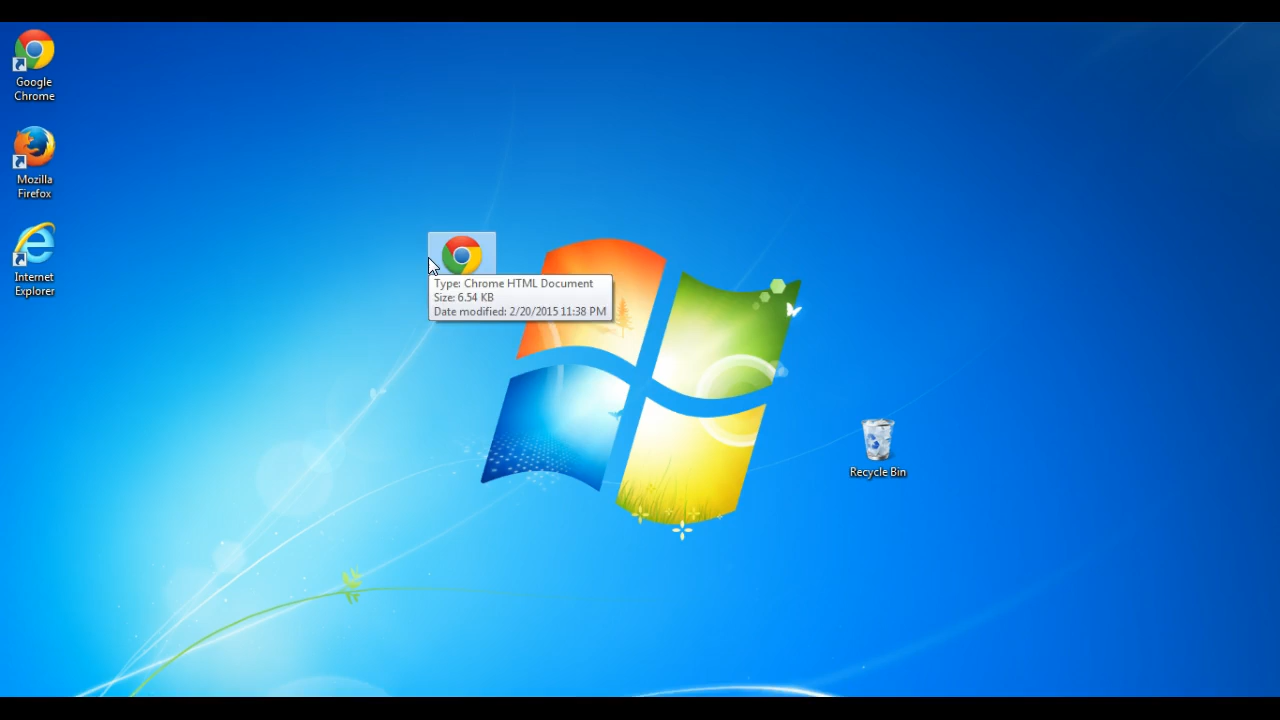 Google
Chrome
Mozilla
Firefox
Internet
Explorer
Type: Chrome HTML Document
Size: 6.54 KB
Date modified: 2/20/2015 11:38 PM
Recycle Bin